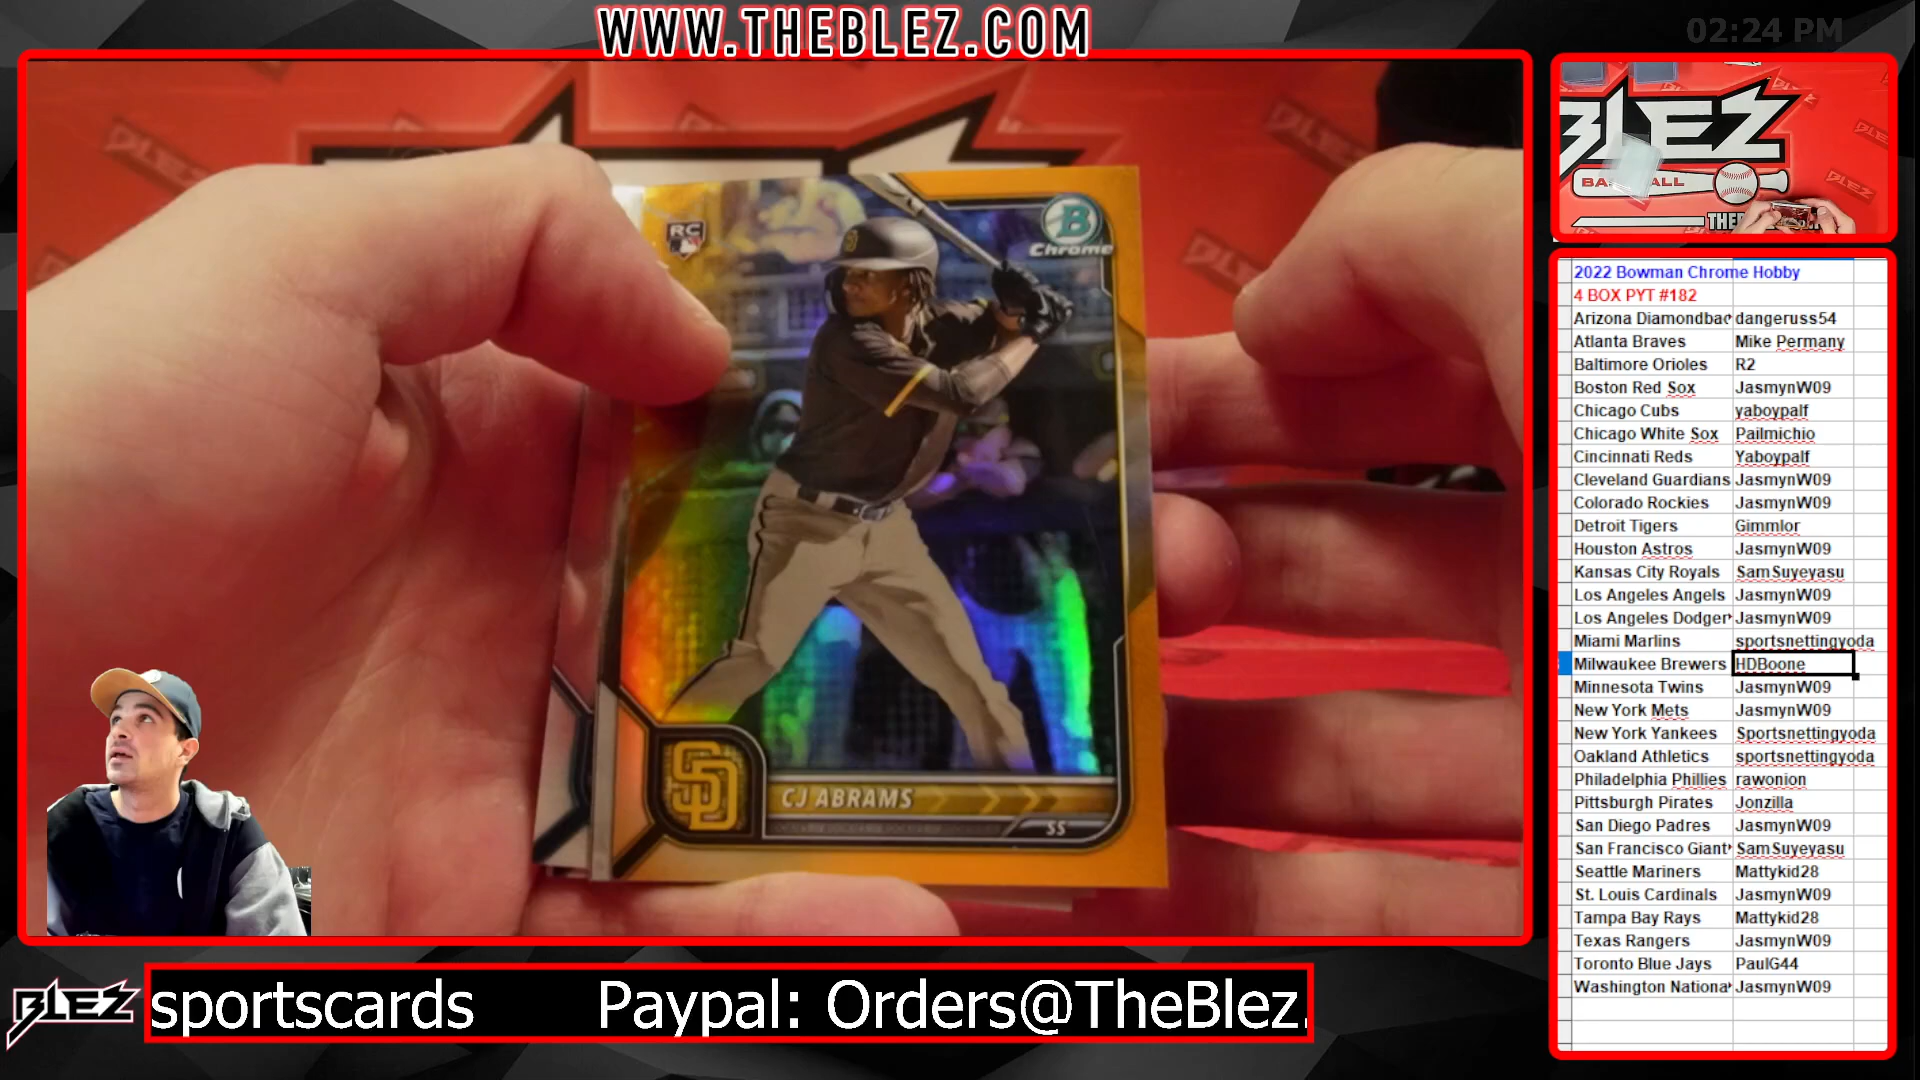 WWW.THEBLEZ.COM
02:24 PM
RC
B
Chrome
SD
CJ ABRAMS
SS
BLEZ
2022 Bowman Chrome Hobby
4 BOX PYT #182
Arizona Diamondbac dangeruss54
Atlanta Braves Mike Permany
Baltimore Orioles R2
Boston Red Sox JasmynW09
Chicago Cubs yaboypalf
Chicago White Sox Pailmichio
Cincinnati Reds Yaboypalf
Cleveland Guardians JasmynW09
Colorado Rockies JasmynW09
Detroit Tigers Gimmlor
Houston Astros JasmynW09
Kansas City Royals SamSuyeyasu
Los Angeles Angels JasmynW09
Los Angeles Dodger JasmynW09
Miami Marlins sportsnettingyoda
Milwaukee Brewers HDBoone
Minnesota Twins JasmynW09
New York Mets JasmynW09
New York Yankees Sportsnettingyoda
Oakland Athletics sportsnettingyoda
Philadelphia Phillies rawonion
Pittsburgh Pirates Jonzilla
San Diego Padres JasmynW09
San Francisco Giant SamSuyeyasu
Seattle Mariners Mattykid28
St. Louis Cardinals JasmynW09
Tampa Bay Rays Mattykid28
Texas Rangers JasmynW09
Toronto Blue Jays PaulG44
Washington Nationa JasmynW09
BLEZ
sportscards Paypal: Orders@TheBlez.